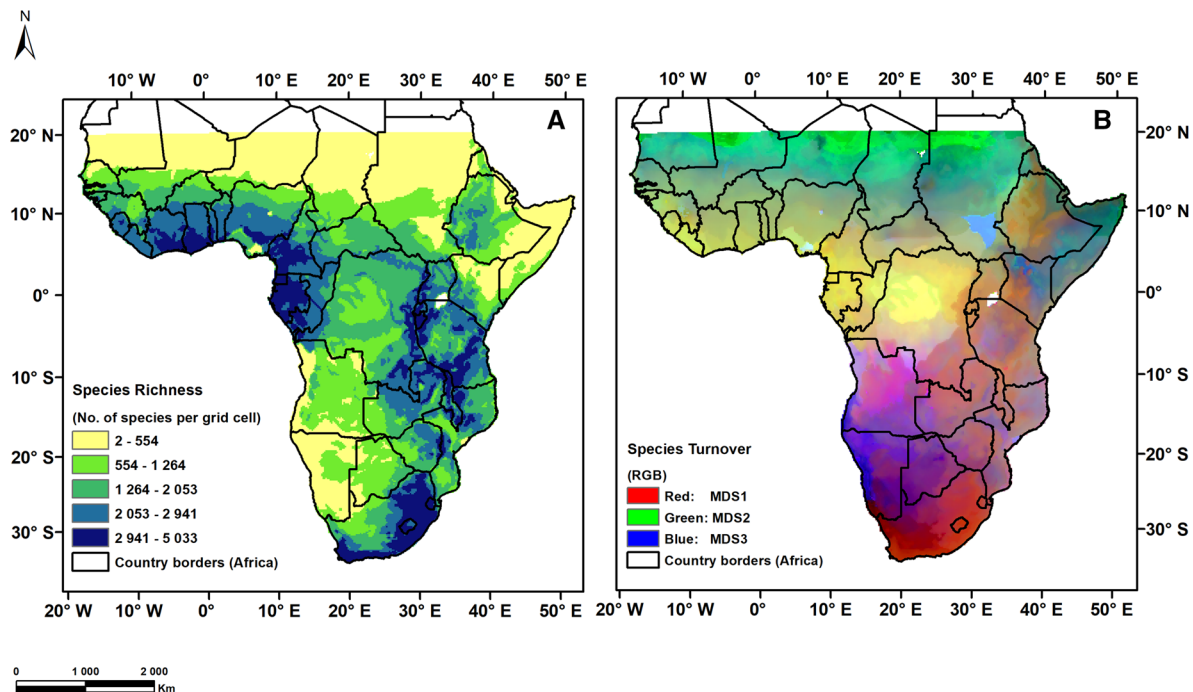 N
10° W 0° 10° E 20° E 30° E 40° E 50° E
10° W 0° 10° E 20° E 30° E 40° E 50° E
A
B
20° N
10° N
0°
10° S
20° S
30° S
20° N
10° N
0°
10° S
20° S
30° S
Species Richness
(No. of species per grid cell)
2 - 554
554 - 1 264
1 264 - 2 053
2 053 - 2 941
2 941 - 5 033
Country borders (Africa)
Species Turnover
(RGB)
Red: MDS1
Green: MDS2
Blue: MDS3
Country borders (Africa)
20° W 10° W 0° 10° E 20° E 30° E 40° E 50° E
20° W 10° W 0° 10° E 20° E 30° E 40° E 50° E
0 1 000 2 000
Km